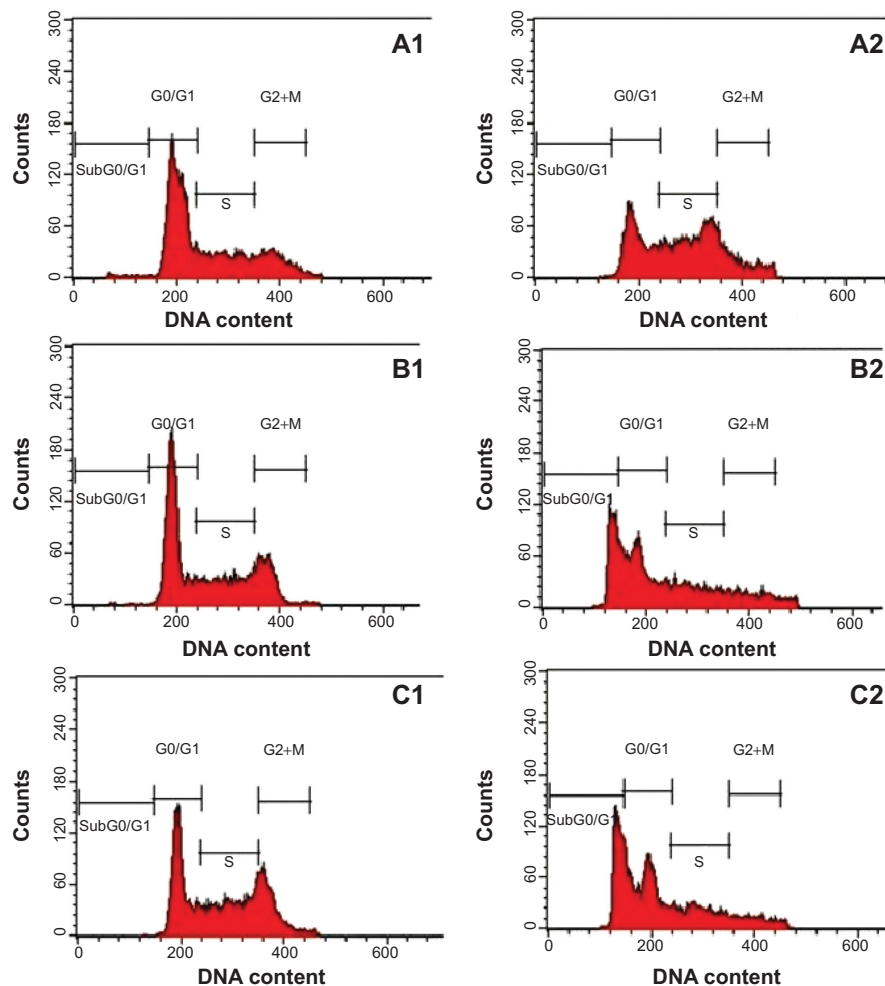 A1
300
240
180
120
60
0
Counts
G0/G1
G2+M
SubG0/G1
S
0 200 400 600
DNA content
A2
300
240
180
120
60
0
Counts
G0/G1
G2+M
SubG0/G1
S
0 200 400 600
DNA content
B1
300
240
180
120
60
0
Counts
G0/G1
G2+M
SubG0/G1
S
0 200 400 600
DNA content
B2
300
240
180
120
60
0
Counts
G0/G1
G2+M
SubG0/G1
S
0 200 400 600
DNA content
C1
300
240
180
120
60
0
Counts
G0/G1
G2+M
SubG0/G1
S
0 200 400 600
DNA content
C2
300
240
180
120
60
0
Counts
G0/G1
G2+M
SubG0/G1
S
0 200 400 600
DNA content